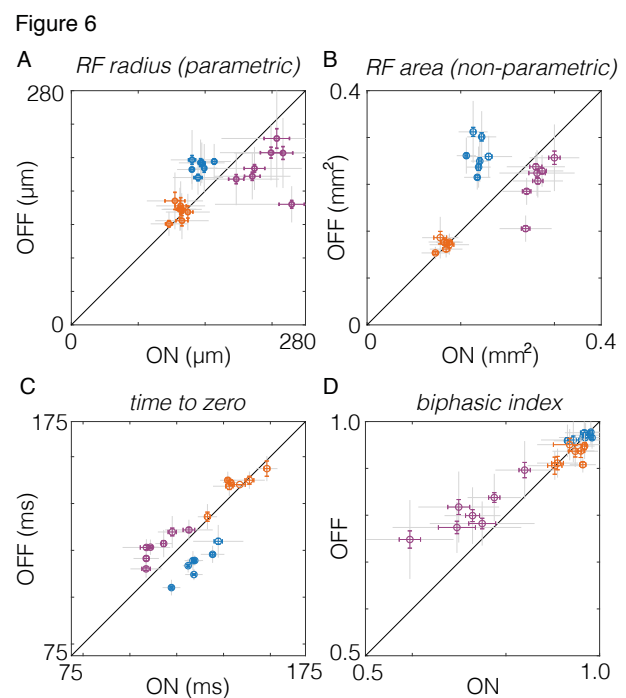 Figure 6
A
RF radius (parametric)
280
OFF (µm)
0
0
280
ON (µm)
B
RF area (non-parametric)
0.4
OFF (mm²)
0
0
0.4
ON (mm²)
C
time to zero
175
OFF (ms)
75
75
175
ON (ms)
D
biphasic index
1.0
OFF
0.5
0.5
1.0
ON